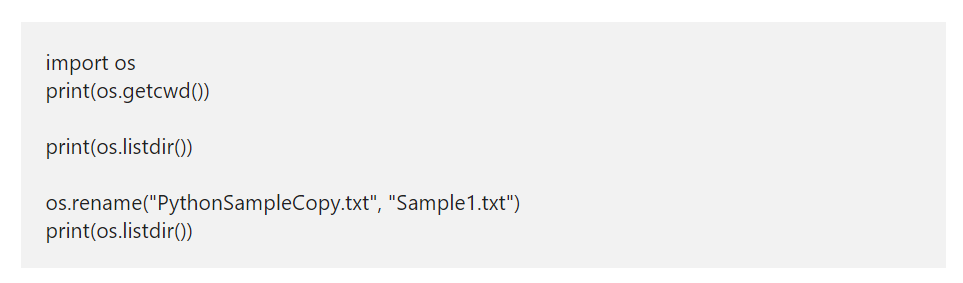 import os
print(os.getcwd())
print(os.listdir())
os.rename("PythonSampleCopy.txt", "Sample1.txt")
print(os.listdir())